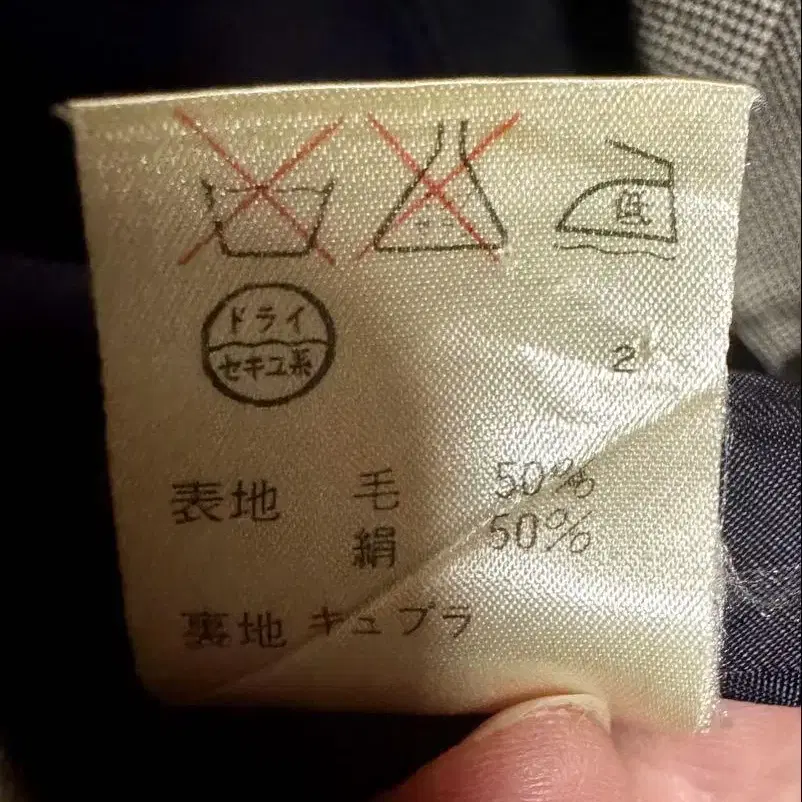 低
ドライ
セキユ系
2
表地 毛 50%
絹 50%
裏地 キュプラ